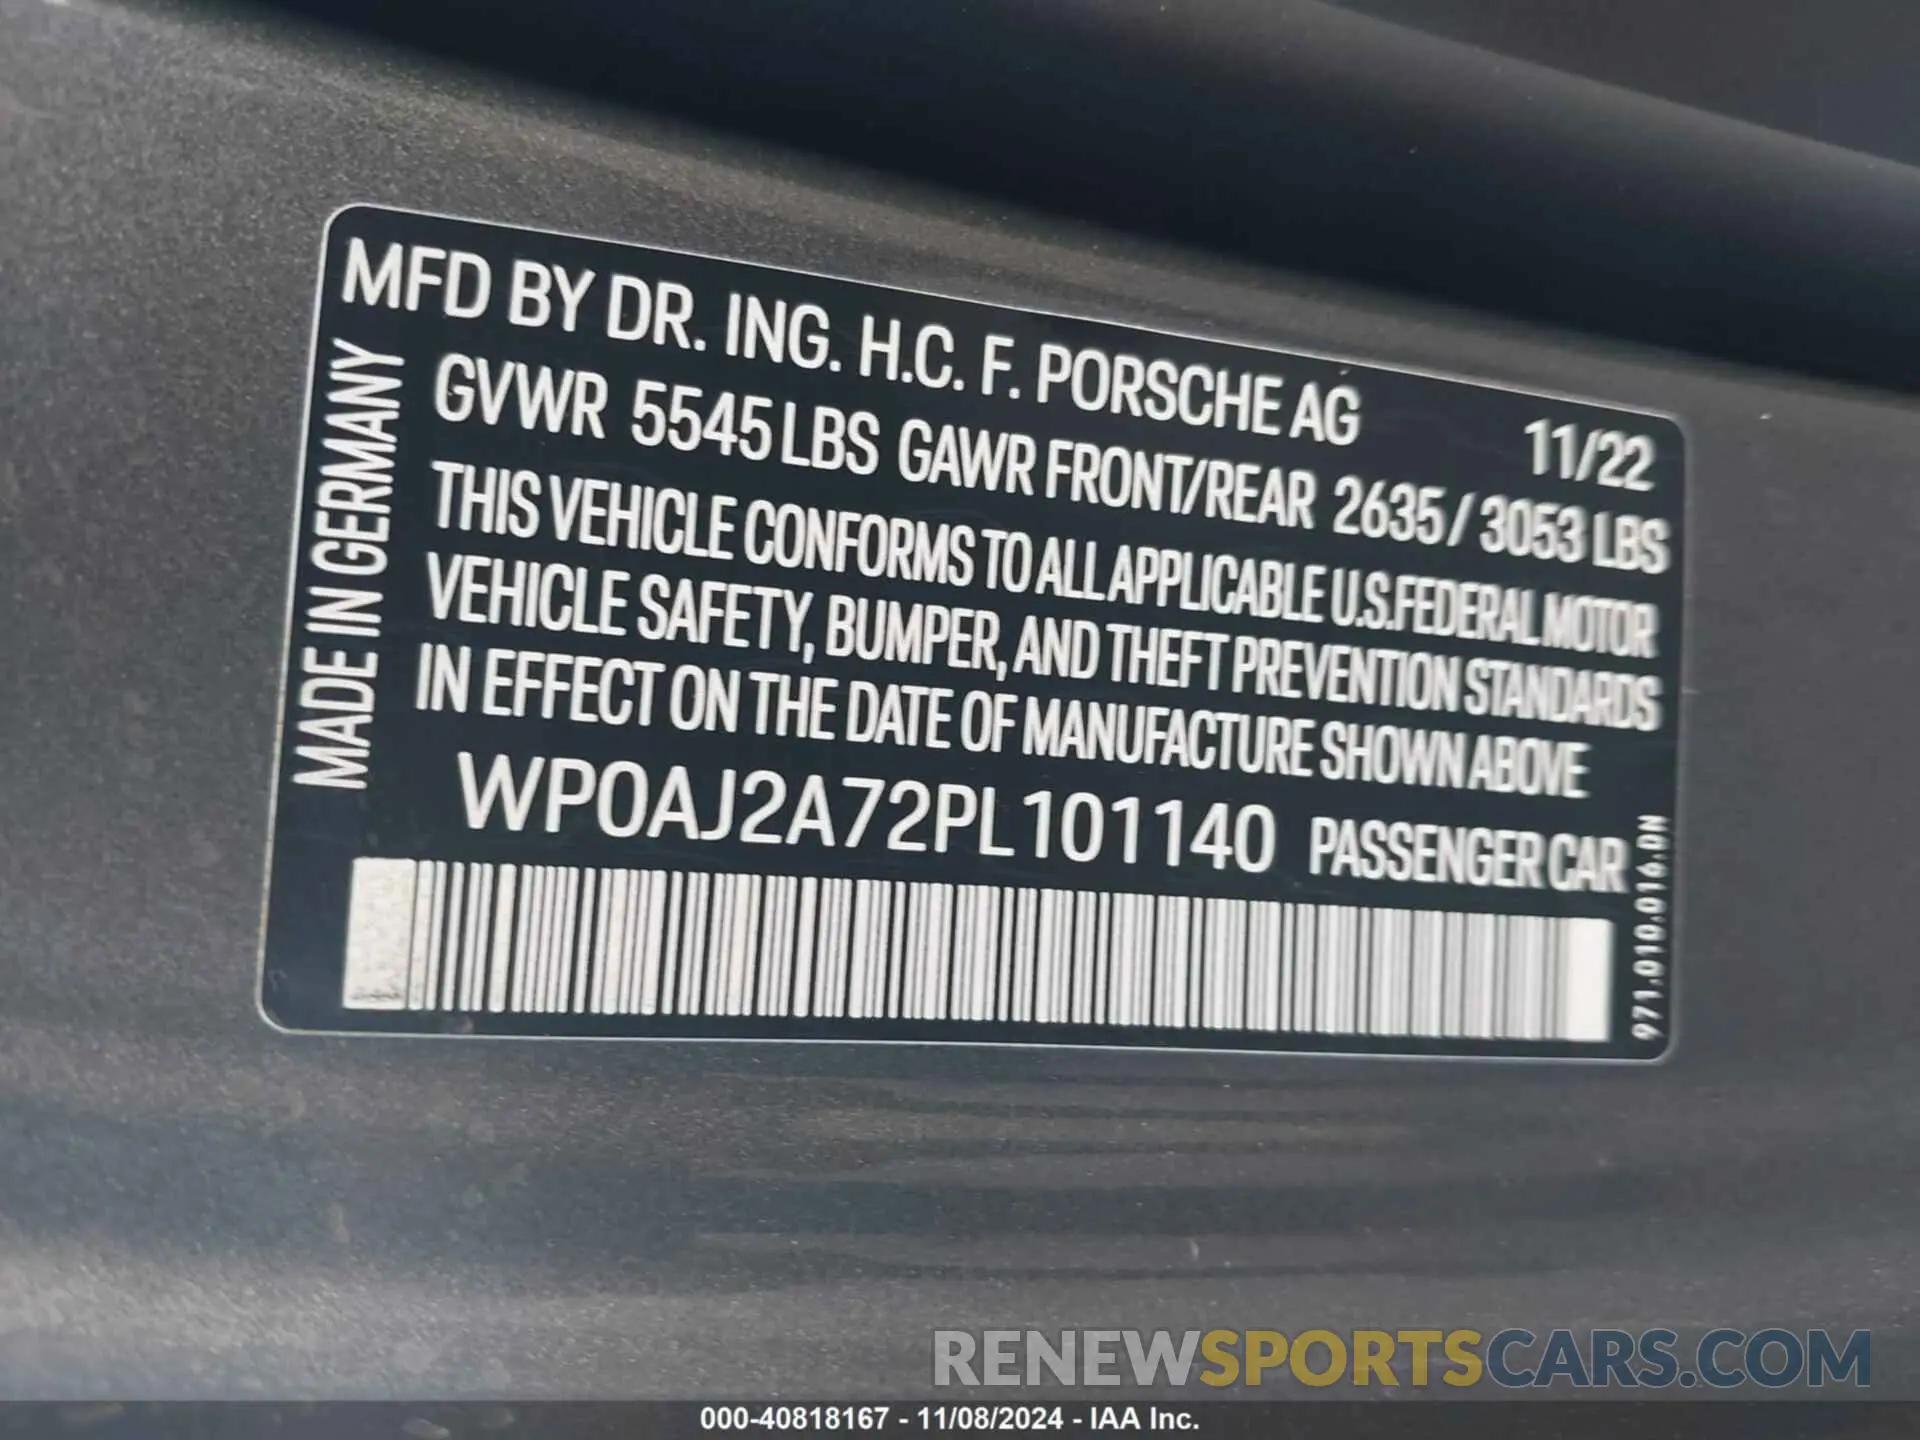 MFD BY DR. ING. H.C. F. PORSCHE AG 11/22
GVWR 5545 LBS GAWR FRONT/REAR 2635 / 3053 LBS
THIS VEHICLE CONFORMS TO ALL APPLICABLE U.S. FEDERAL MOTOR
VEHICLE SAFETY, BUMPER, AND THEFT PREVENTION STANDARDS
IN EFFECT ON THE DATE OF MANUFACTURE SHOWN ABOVE
WP0AJ2A72PL101140 PASSENGER CAR
MADE IN GERMANY
971.010.016.0N
RENEWSPORTSCARS.COM
000-40818167 - 11/08/2024 - IAA Inc.